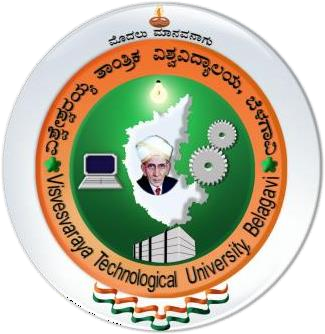 ಮೊದಲು ಮಾನವನಾಗು
ವಿಶ್ವೇಶ್ವರಯ್ಯ ತಾಂತ್ರಿಕ ವಿಶ್ವವಿದ್ಯಾಲಯ, ಬೆಳಗಾವಿ
Visvesvaraya Technological University, Belagavi